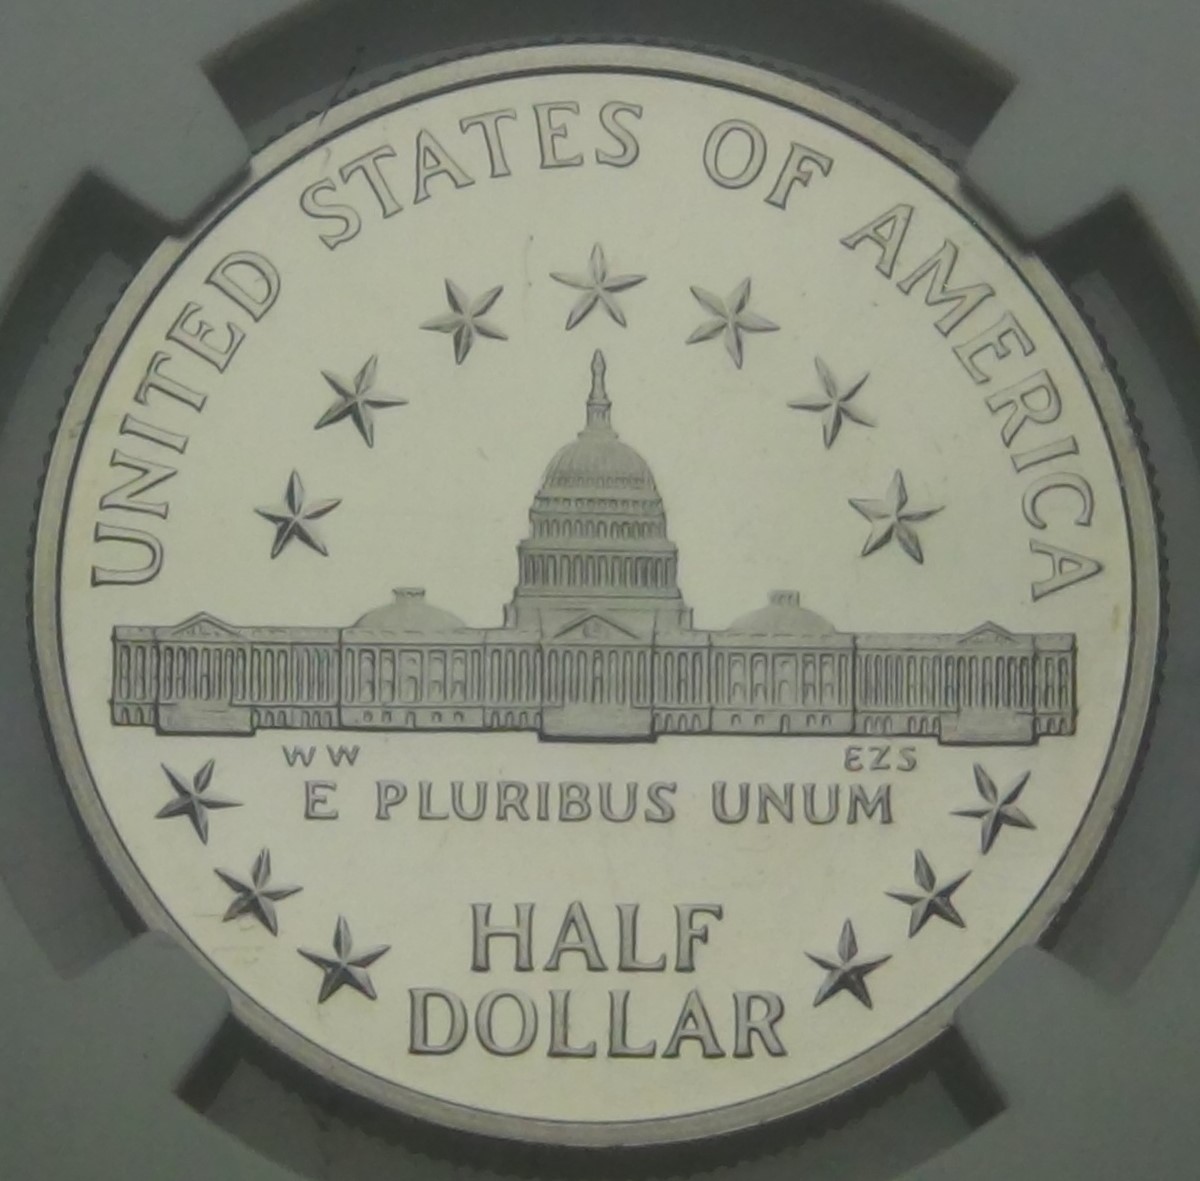 UNITED STATES OF AMERICA
WW EZS
E PLURIBUS UNUM
HALF
DOLLAR